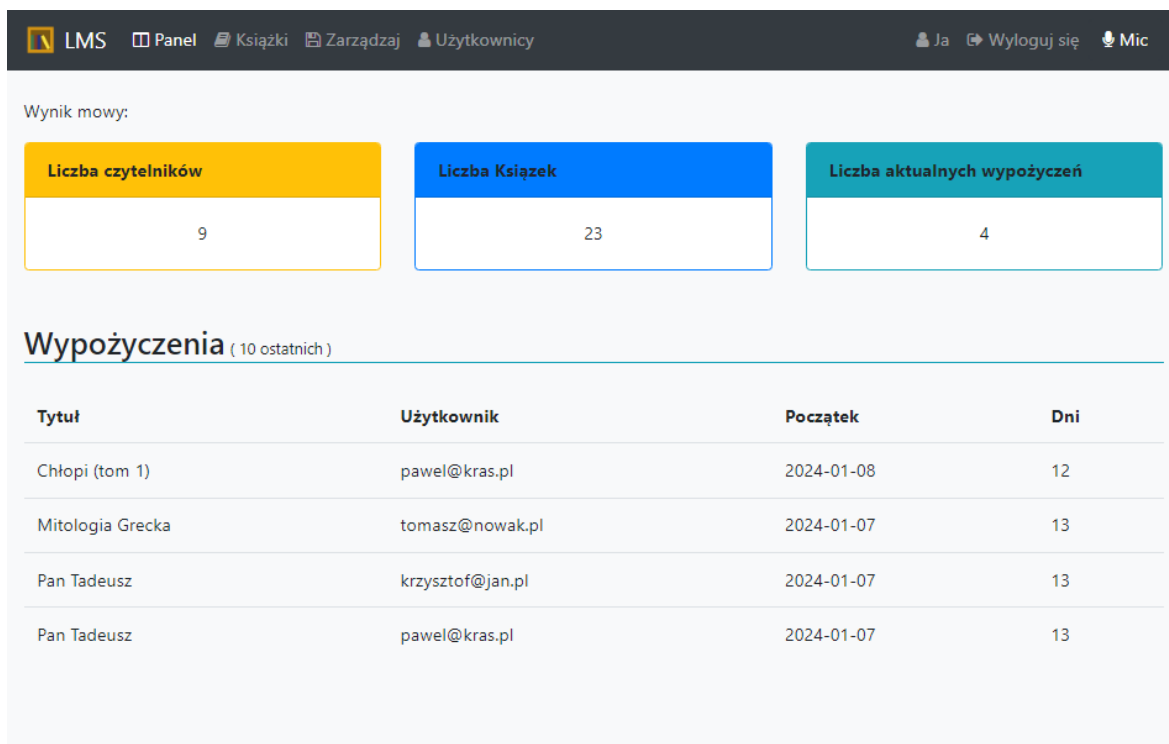 LMS Panel Książki Zarządzaj Użytkownicy Ja Wyloguj się Mic
Wynik mowy:
Liczba czytelników Liczba Książek Liczba aktualnych wypożyczeń
9 23 4
Wypożyczenia ( 10 ostatnich )
Tytuł Użytkownik Początek Dni
Chłopi (tom 1) pawel@kras.pl 2024-01-08 12
Mitologia Grecka tomasz@nowak.pl 2024-01-07 13
Pan Tadeusz krzysztof@jan.pl 2024-01-07 13
Pan Tadeusz pawel@kras.pl 2024-01-07 13